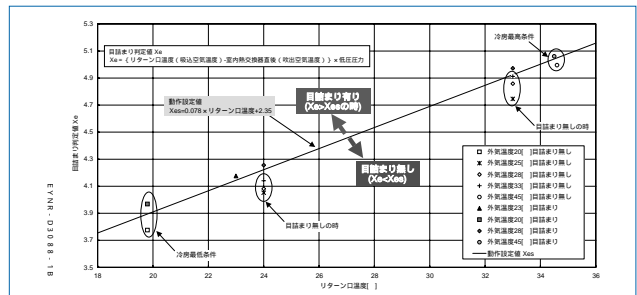 目詰まり判定値 Xe
Xe = { リターン口温度 ( 吸込空気温度 ) -室内熱交換器直後 ( 吹出空気温度 ) } × 低圧圧力
冷房最高条件
動作設定値
Xes=0.078×リターン口温度+2.35
目詰まり有り
(Xe>Xesの時)
目詰まり無し
(Xe<Xes)
目詰まり無しの時
目詰まり無しの時
冷房最低条件
外気温度20[ ]目詰まり無し
外気温度25[ ]目詰まり無し
外気温度28[ ]目詰まり無し
外気温度33[ ]目詰まり無し
外気温度45[ ]目詰まり無し
外気温度23[ ]目詰まり
外気温度20[ ]目詰まり
外気温度28[ ]目詰まり
外気温度45[ ]目詰まり
動作設定値 Xes
目詰まり判定値 Xe
5.3
5.1
4.9
4.7
4.5
4.3
4.1
3.9
3.7
3.5
18 20 22 24 26 28 30 32 34 36
リターン口温度[ ]
EYNR-D3088-1B